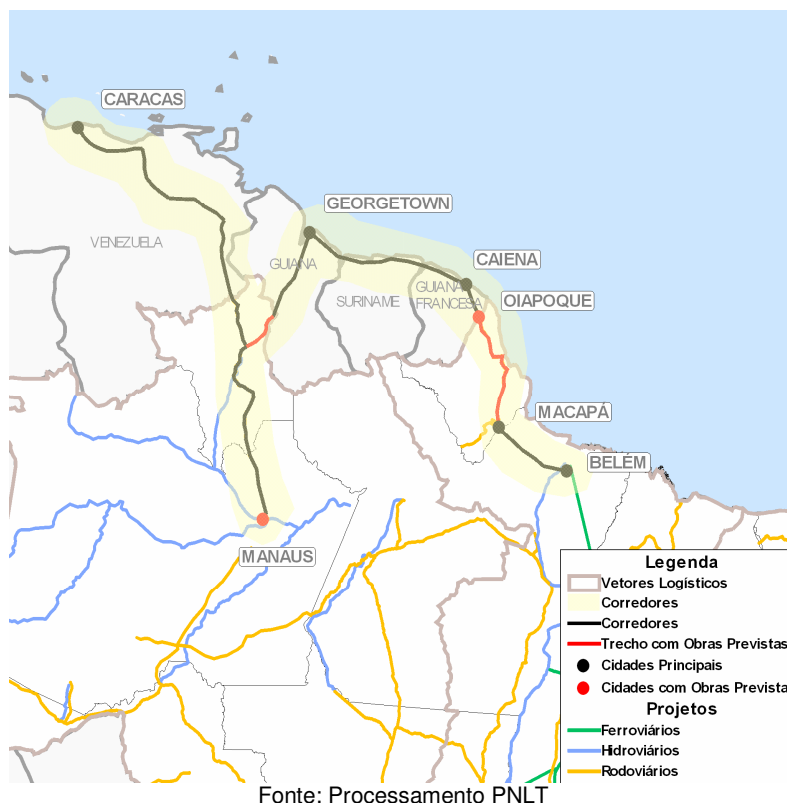 CARACAS
GEORGETOWN
VENEZUELA
CAIENA
GUIANA
GUIANA
FRANCESA
SURINAME
OIAPOQUE
MACAPÁ
BELÉM
MANAUS
Legenda
Vetores Logísticos
Corredores
Corredores
Trecho com Obras Previstas
Cidades Principais
Cidades com Obras Prevista
Projetos
Ferroviários
Hidroviários
Rodoviários
Fonte: Processamento PNLT